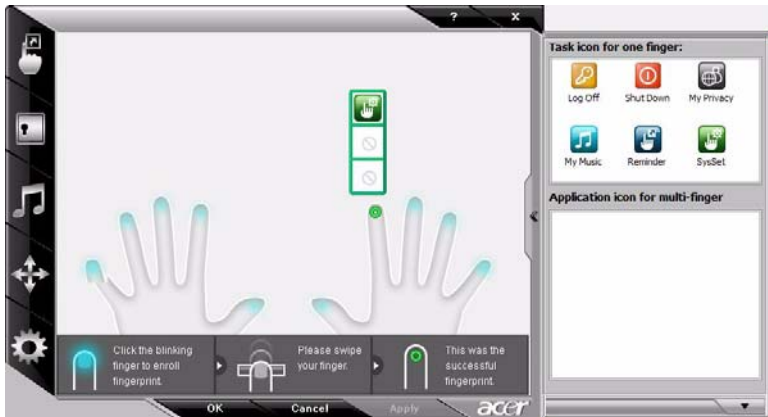 ? x
Task icon for one finger:
Log Off Shut Down My Privacy
My Music Reminder SysSet
Application icon for multi-finger
Click the blinking
finger to enroll
fingerprint.
Please swipe
your finger.
This was the
successful
fingerprint.
OK Cancel Apply acer